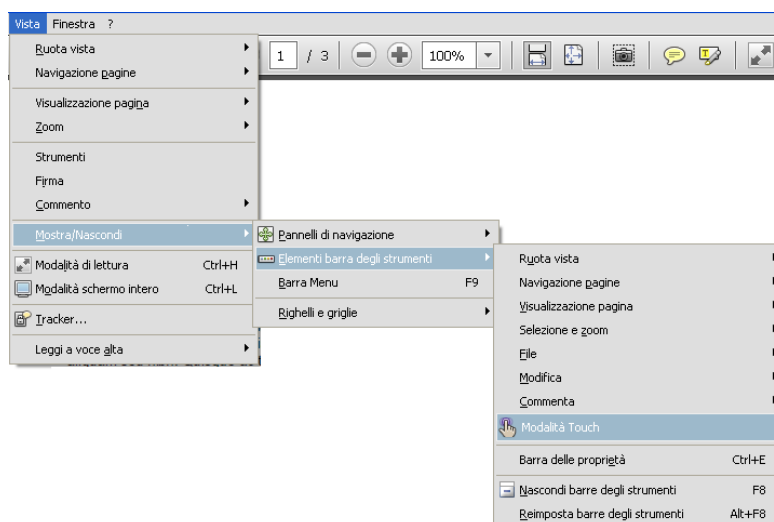 Vista Finestra ?
1 / 3 100%
Ruota vista
Navigazione pagine
Visualizzazione pagina
Zoom
Strumenti
Firma
Commento
Mostra/Nascondi
Modalità di lettura Ctrl+H
Modalità schermo intero Ctrl+L
Tracker...
Leggi a voce alta
Pannelli di navigazione
Elementi barra degli strumenti
Barra Menu F9
Righelli e griglie
Ruota vista
Navigazione pagine
Visualizzazione pagina
Selezione e zoom
File
Modifica
Commenta
Modalità Touch
Barra delle proprietà Ctrl+E
Nascondi barre degli strumenti F8
Reimposta barre degli strumenti Alt+F8